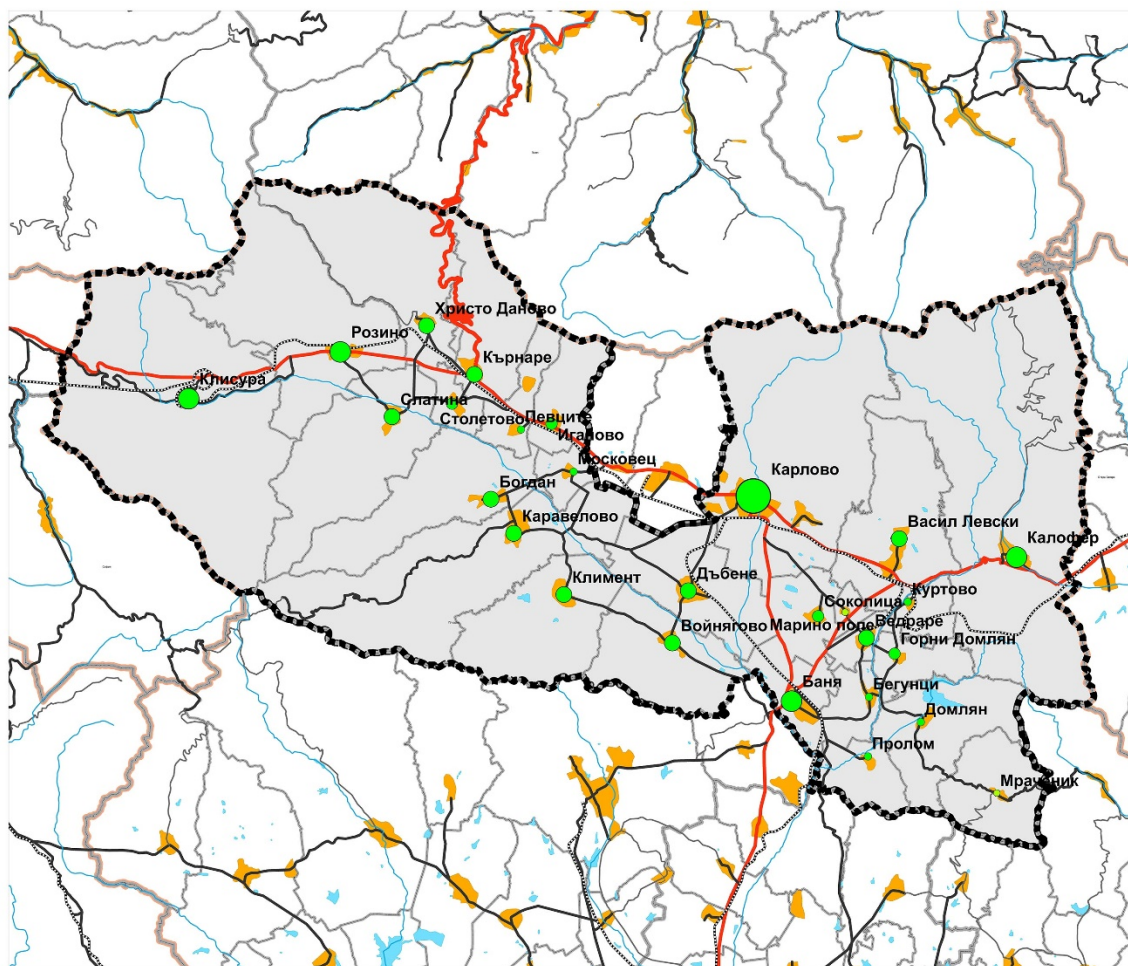 Христо Даново
Розино
Кърнаре
Клисура
Слатина
Столетово
Певците
Иганово
Московец
Карлово
Богдан
Каравелово
Васил Левски
Калофер
Климент
Дъбене
Куртово
Соколица
Марино поле
Ведраре
Войнягово
Горни Домлян
Баня
Бегунци
Домлян
Пролом
Мраченик